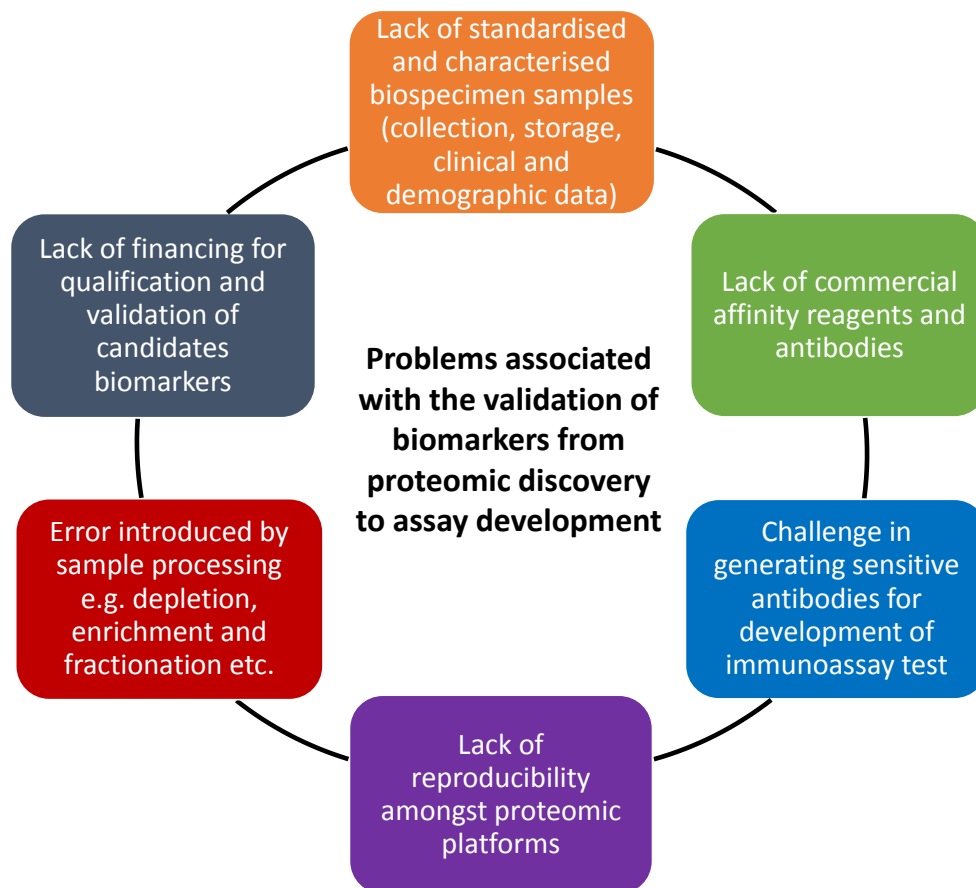 Lack of standardised
and characterised
biospecimen samples
(collection, storage,
clinical and
demographic data)
Lack of commercial
affinity reagents and
antibodies
Challenge in
generating sensitive
antibodies for
development of
immunoassay test
Lack of
reproducibility
amongst proteomic
platforms
Error introduced by
sample processing
e.g. depletion,
enrichment and
fractionation etc.
Lack of financing for
qualification and
validation of
candidates
biomarkers
Problems associated
with the validation of
biomarkers from
proteomic discovery
to assay development